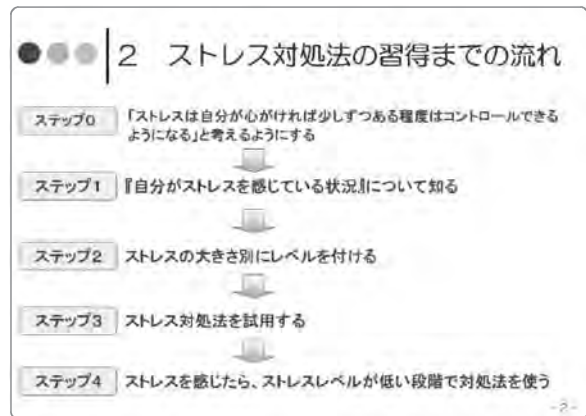 2　ストレス対処法の習得までの流れ
ステップ0　「ストレスは自分が心がければ少しずつある程度はコントロールできる
ようになる」と考えるようにする
ステップ1　『自分がストレスを感じている状況』について知る
ステップ2　ストレスの大きさ別にレベルを付ける
ステップ3　ストレス対処法を試用する
ステップ4　ストレスを感じたら、ストレスレベルが低い段階で対処法を使う
-2-